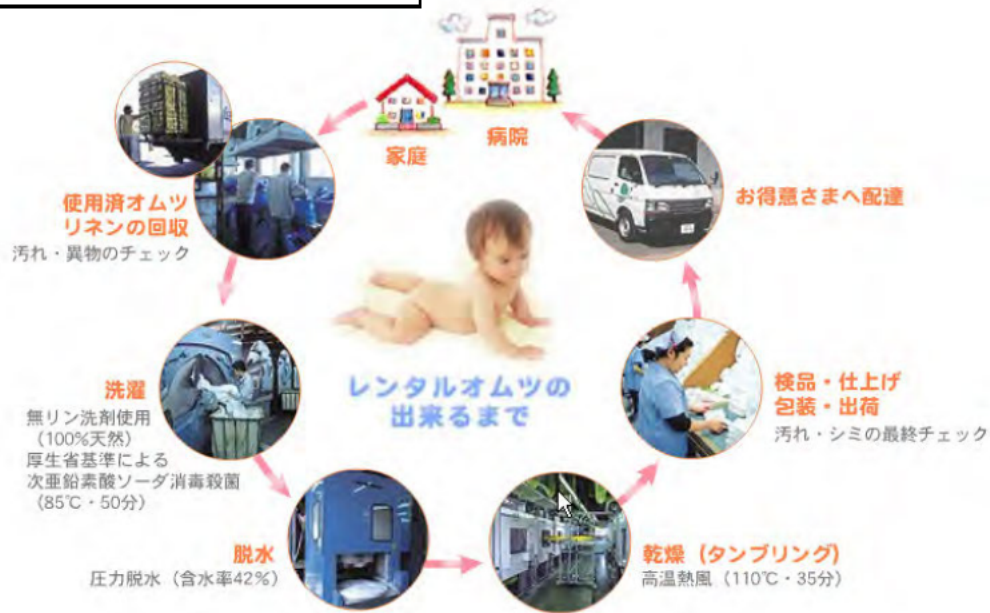 病院
家庭
使用済オムツ
リネンの回収
汚れ・異物のチェック
お得意さまへ配達
洗濯
無リン洗剤使用
(100%天然)
厚生省基準による
次亜鉛素酸ソーダ消毒殺菌
(85℃・50分)
レンタルオムツの
出来るまで
検品・仕上げ
包装・出荷
汚れ・シミの最終チェック
脱水
圧力脱水（含水率42%）
乾燥（タンブリング）
高温熱風（110℃・35分）